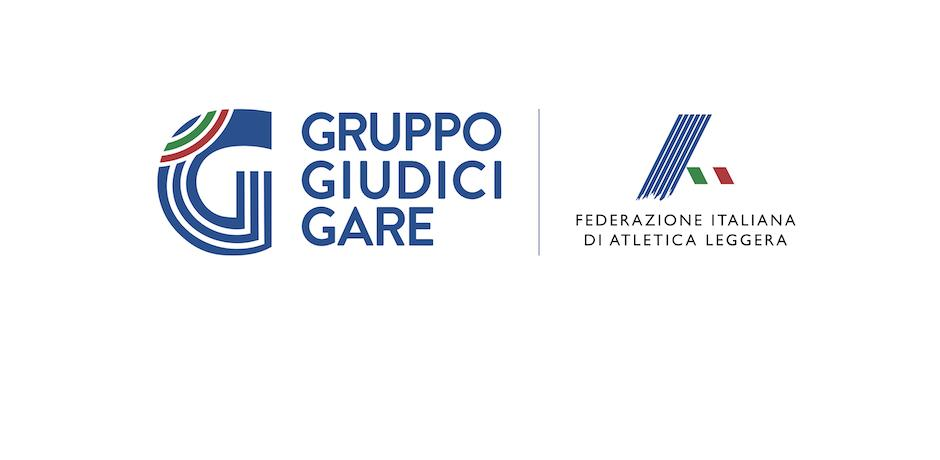 GRUPPO
GIUDICI
GARE
FEDERAZIONE ITALIANA
DI ATLETICA LEGGERA